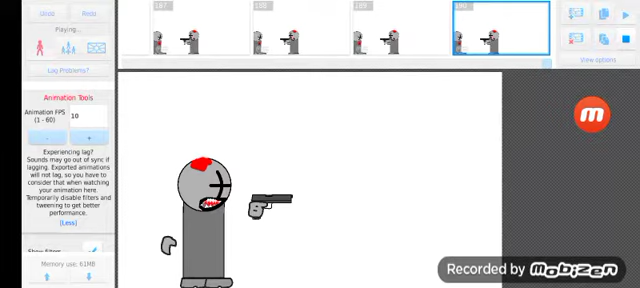 Undo Redo
Playing...
Lag Problems?
Animation Tools
Animation FPS
(1 - 60)
10
- +
Experiencing lag?
Sounds may go out of sync if
lagging. Exported animations
will not lag, so you have to
consider that when watching
your animation here.
Temporarily disable filters and
tweening to get better
performance.
(Less)
Show Filters
Memory use: 61MB
187 188 189 190
View options
m
Recorded by mobizen